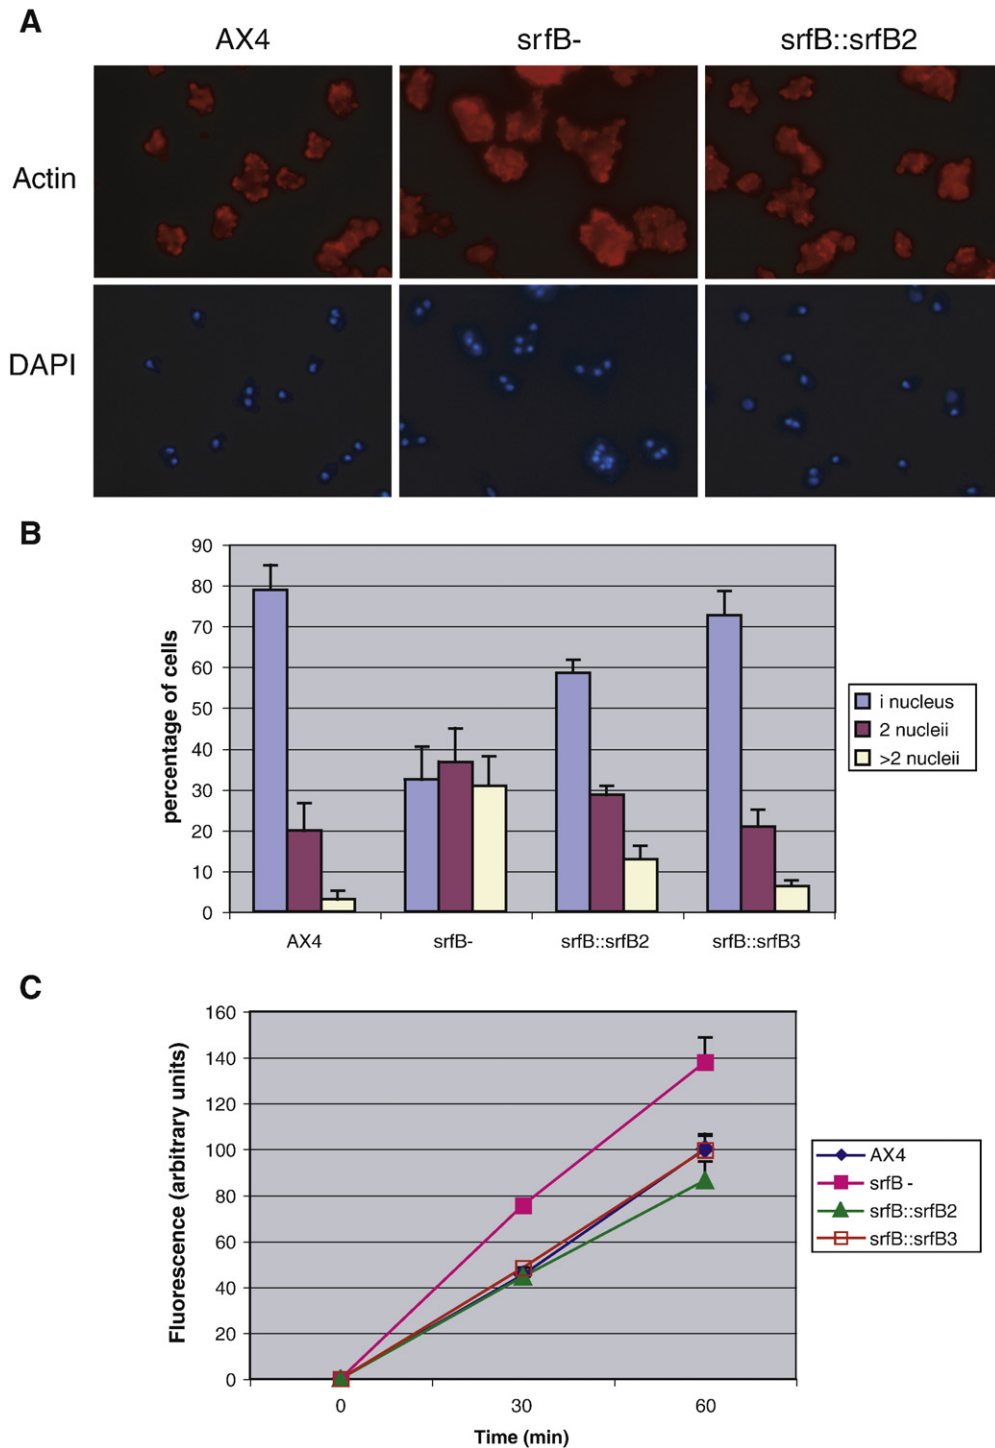 A
AX4 srfB- srfB::srfB2
Actin
DAPI
B
90
80
70
60
50
40
30
20
10
0
percentage of cells
AX4 srfB- srfB::srfB2 srfB::srfB3
i nucleus
2 nucleii
>2 nucleii
C
160
140
120
100
80
60
40
20
0
Fluorescence (arbitrary units)
0 30 60
Time (min)
AX4
srfB -
srfB::srfB2
srfB::srfB3